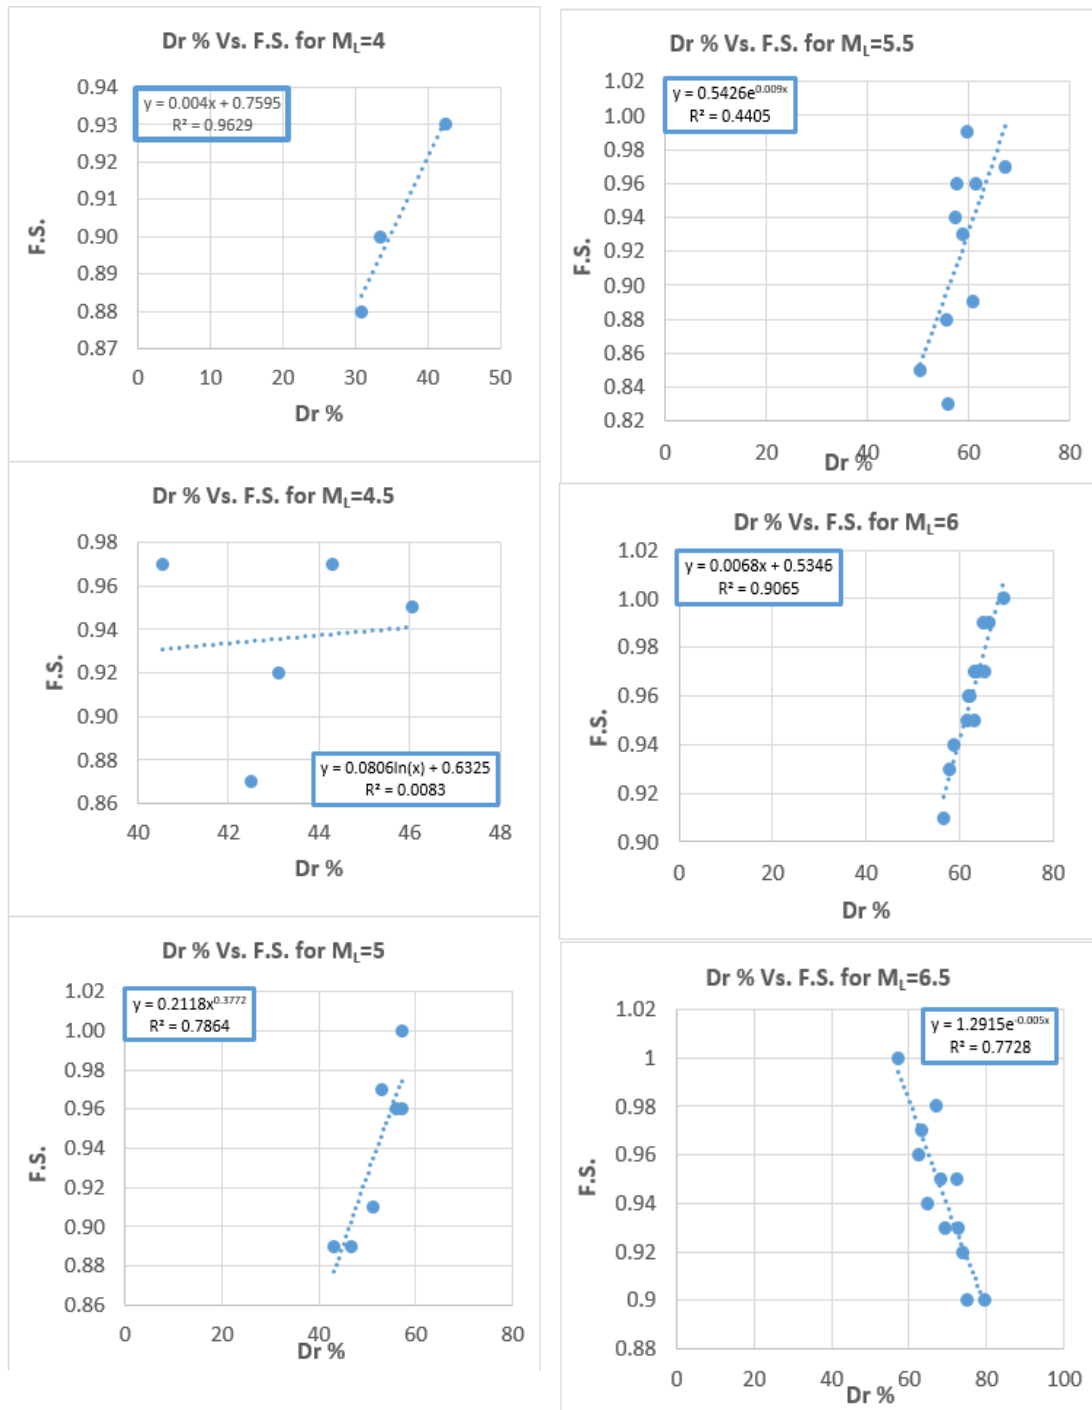 Dr % Vs. F.S. for M_L=4
y = 0.004x + 0.7595
R² = 0.9629
0.94
0.93
0.92
0.91
0.90
0.89
0.88
0.87
F.S.
0 10 20 30 40 50
Dr %
Dr % Vs. F.S. for M_L=4.5
0.98
0.96
0.94
0.92
0.90
0.88
0.86
F.S.
y = 0.0806ln(x) + 0.6325
R² = 0.0083
40 42 44 46 48
Dr %
Dr % Vs. F.S. for M_L=5
y = 0.2118x^0.3772
R² = 0.7864
1.02
1.00
0.98
0.96
0.94
0.92
0.90
0.88
0.86
F.S.
0 20 40 60 80
Dr %
Dr % Vs. F.S. for M_L=5.5
y = 0.5426e^0.009x
R² = 0.4405
1.02
1.00
0.98
0.96
0.94
0.92
0.90
0.88
0.86
0.84
0.82
F.S.
0 20 40 60 80
Dr %
Dr % Vs. F.S. for M_L=6
y = 0.0068x + 0.5346
R² = 0.9065
1.02
1.00
0.98
0.96
0.94
0.92
0.90
F.S.
0 20 40 60 80
Dr %
Dr % Vs. F.S. for M_L=6.5
y = 1.2915e^-0.005x
R² = 0.7728
1.02
1
0.98
0.96
0.94
0.92
0.9
0.88
F.S.
0 20 40 60 80 100
Dr %